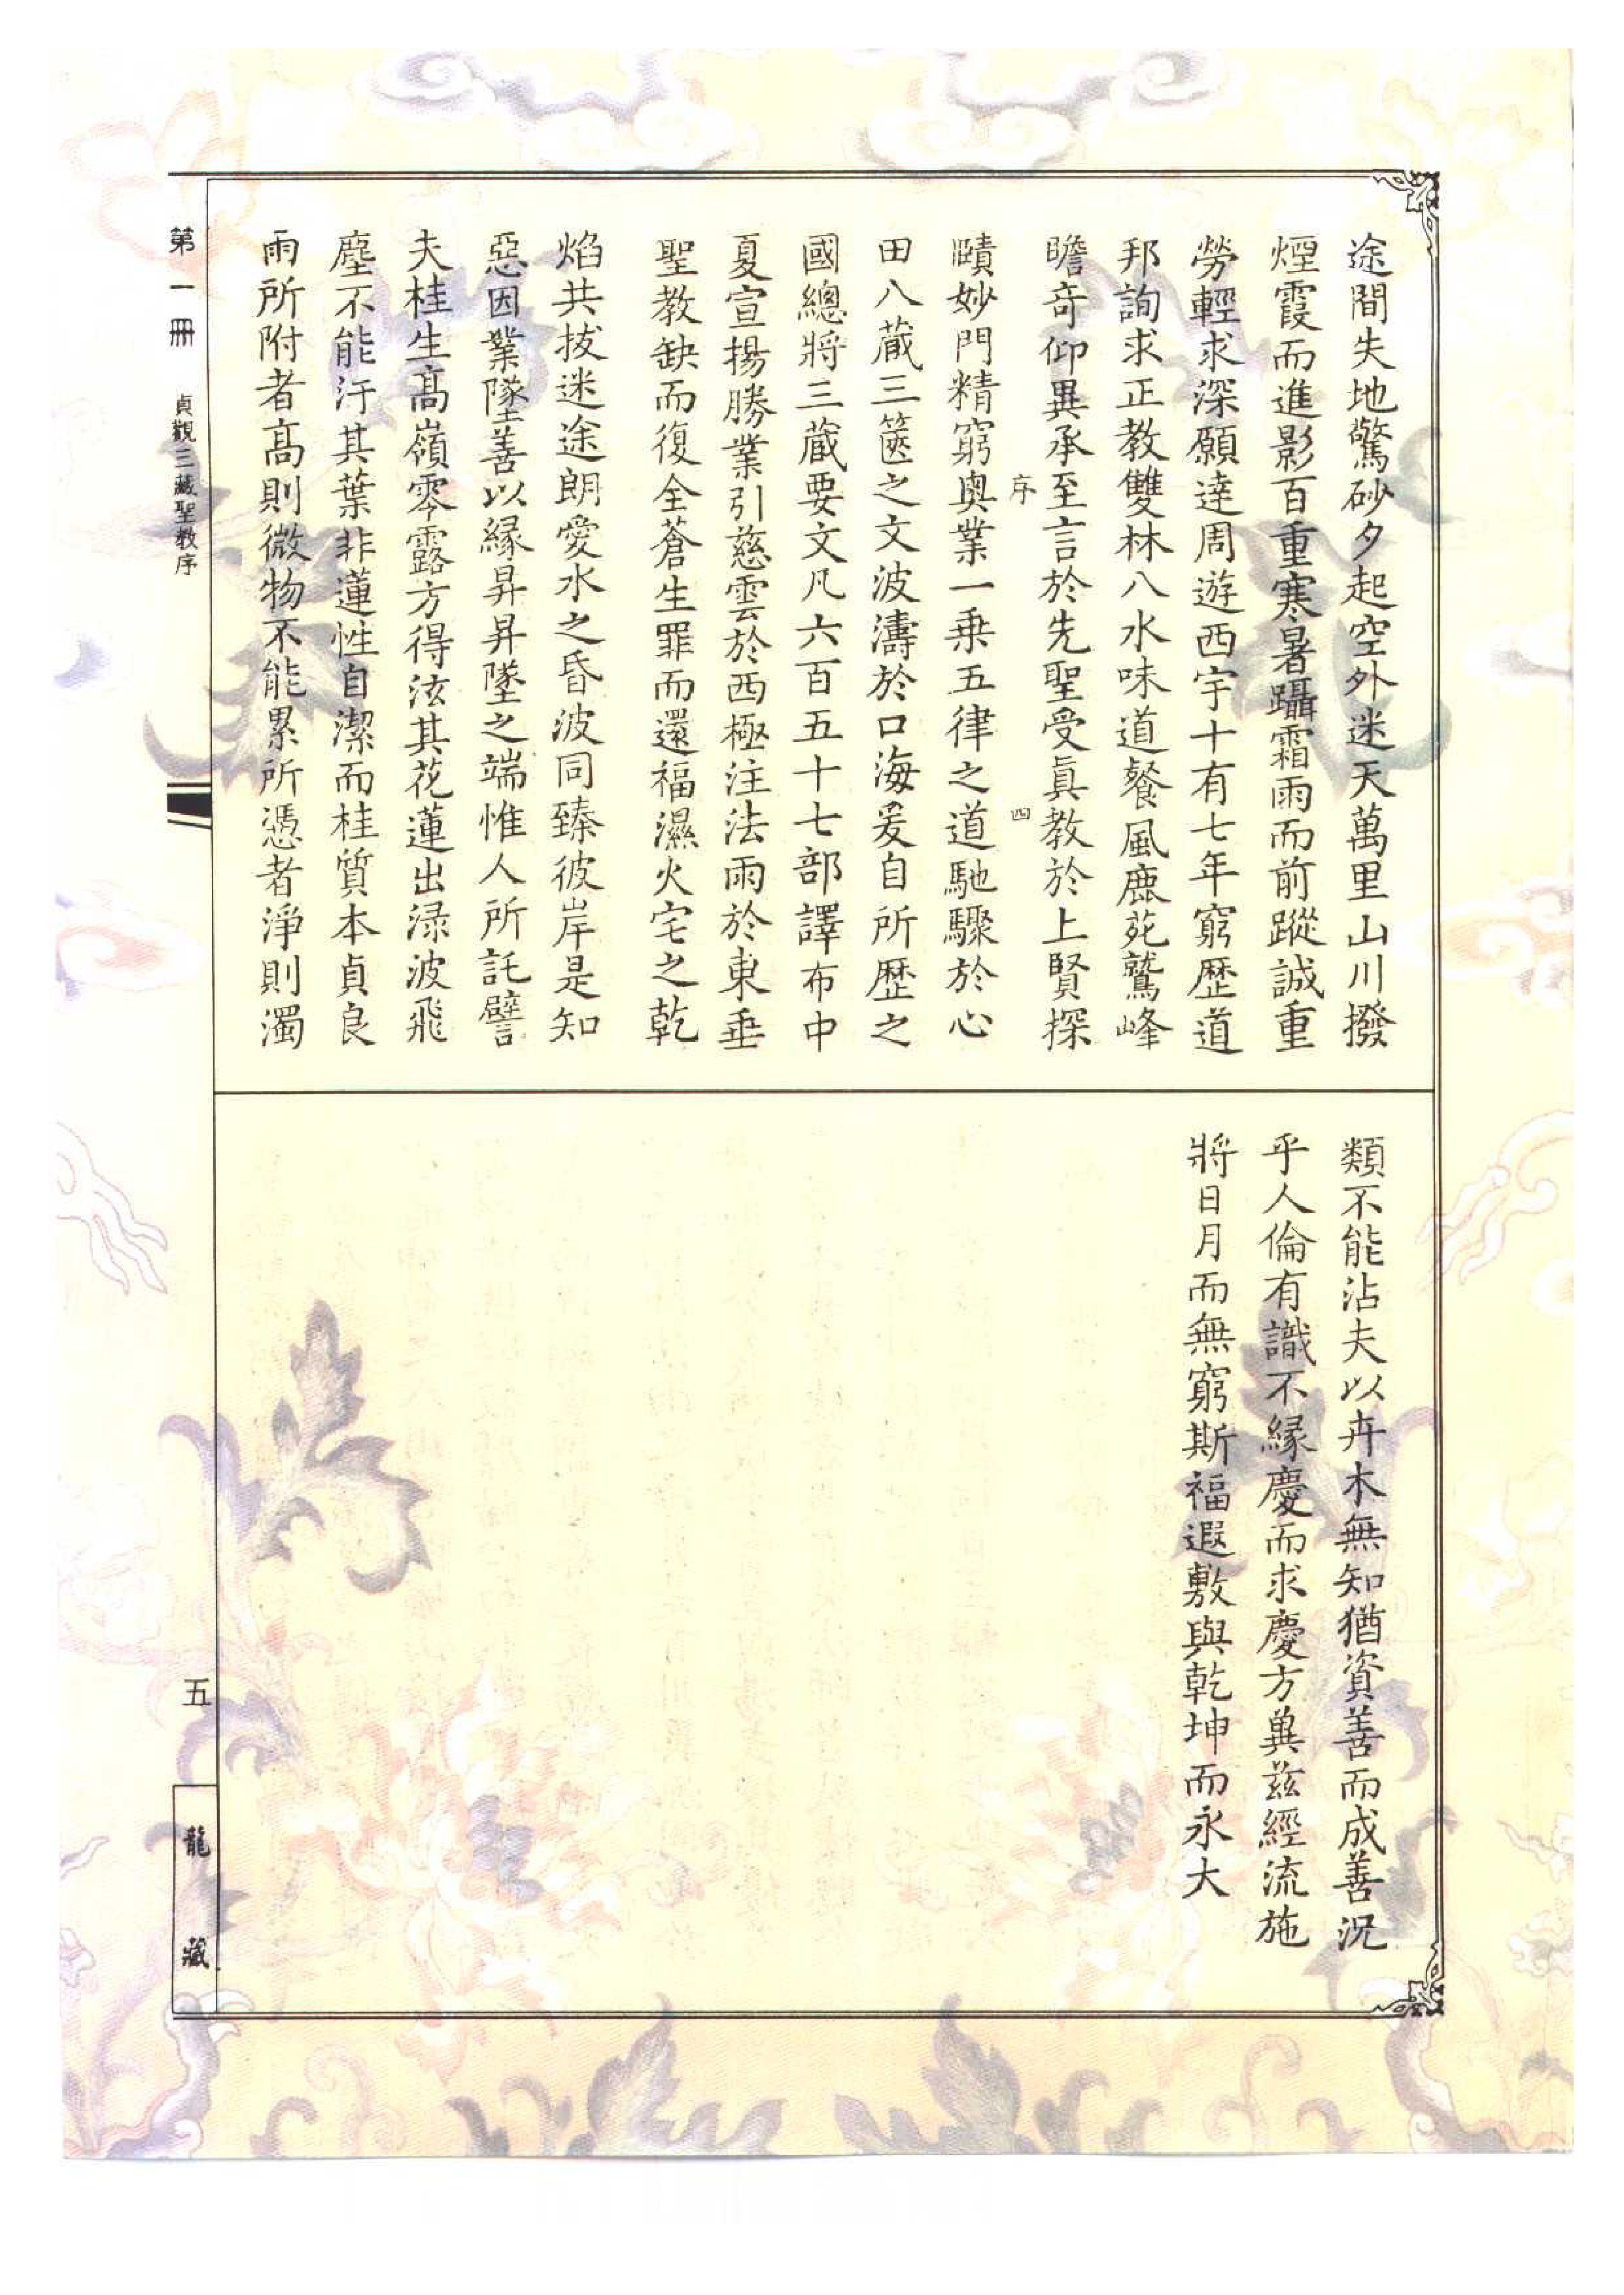 途間失地驚砂夕起空外迷天萬里山川撥
煙霞而進影百重寒暑躡霜雨而前蹤誠重
勞輕求深願達周遊西宇十有七年窮歷道
邦詢求正教雙林八水味道餐風鹿苑鷲峰
瞻奇仰異承至言於先聖受真教於上賢探
序 四
賾妙門精窮奧業一乗五律之道馳驟於心
田八藏三篋之文波濤於口海爰自所歷之
國總將三藏要文凡六百五十七部譯布中
夏宣揚勝業引慈雲於西極注法雨於東垂
聖教缺而復全蒼生罪而還福濕火宅之乾
焰共拔迷途朗愛水之昏波同臻彼岸是知
惡因業墜善以緣昇昇墜之端惟人所託譬
夫桂生髙嶺零露方得泫其花蓮出渌波飛
塵不能汙其葉非蓮性自潔而桂質本貞良
雨所附者髙則微物不能累所憑者淨則濁
類不能沾夫以卉木無知猶資善而成善況
乎人倫有識不緣慶而求慶方冀茲經流施
將日月而無窮斯福遐敷與乾坤而永大
第一冊 貞觀三藏聖教序
五
龍藏